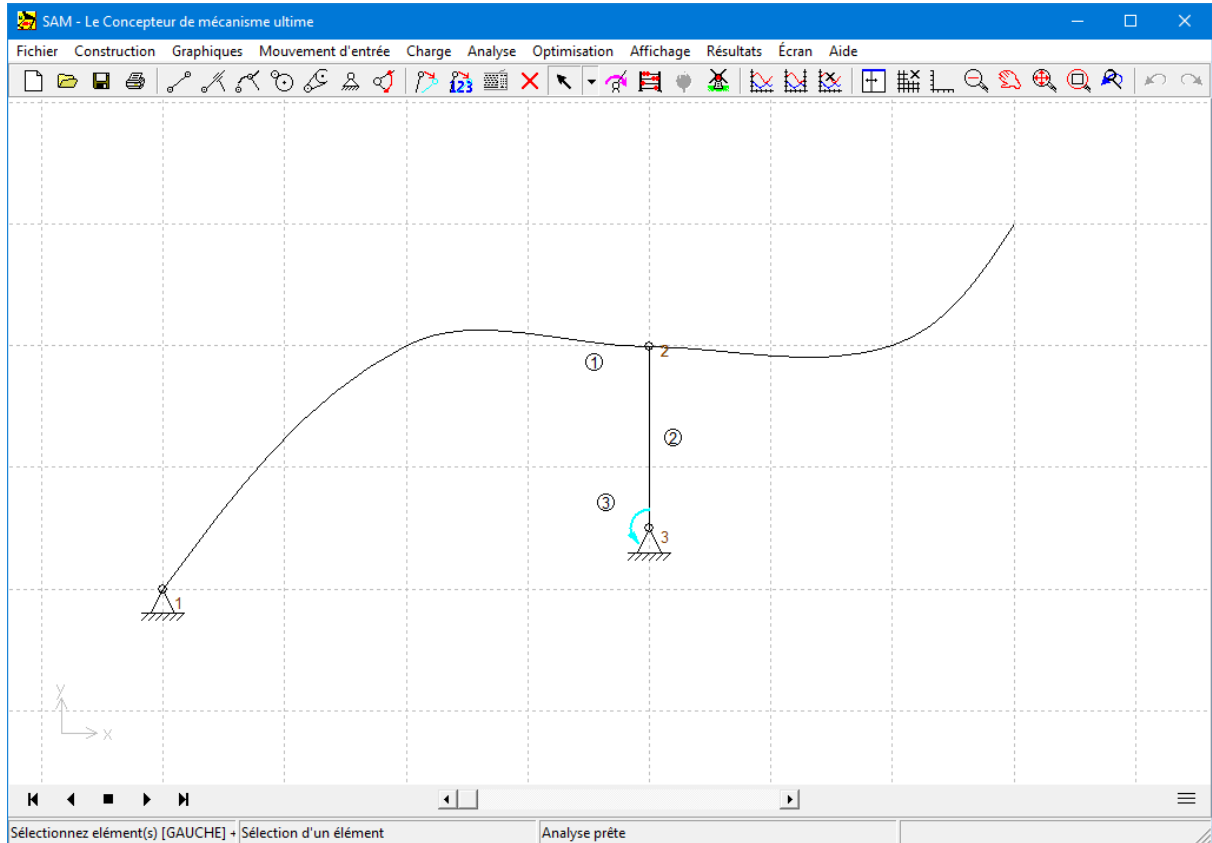 SAM - Le Concepteur de mécanisme ultime
Fichier Construction Graphiques Mouvement d'entrée Charge Analyse Optimisation Affichage Résultats Écran Aide
123
2
①
②
③
3
1
y
x
Sélectionnez elément(s) [GAUCHE] + Sélection d'un élément Analyse prête